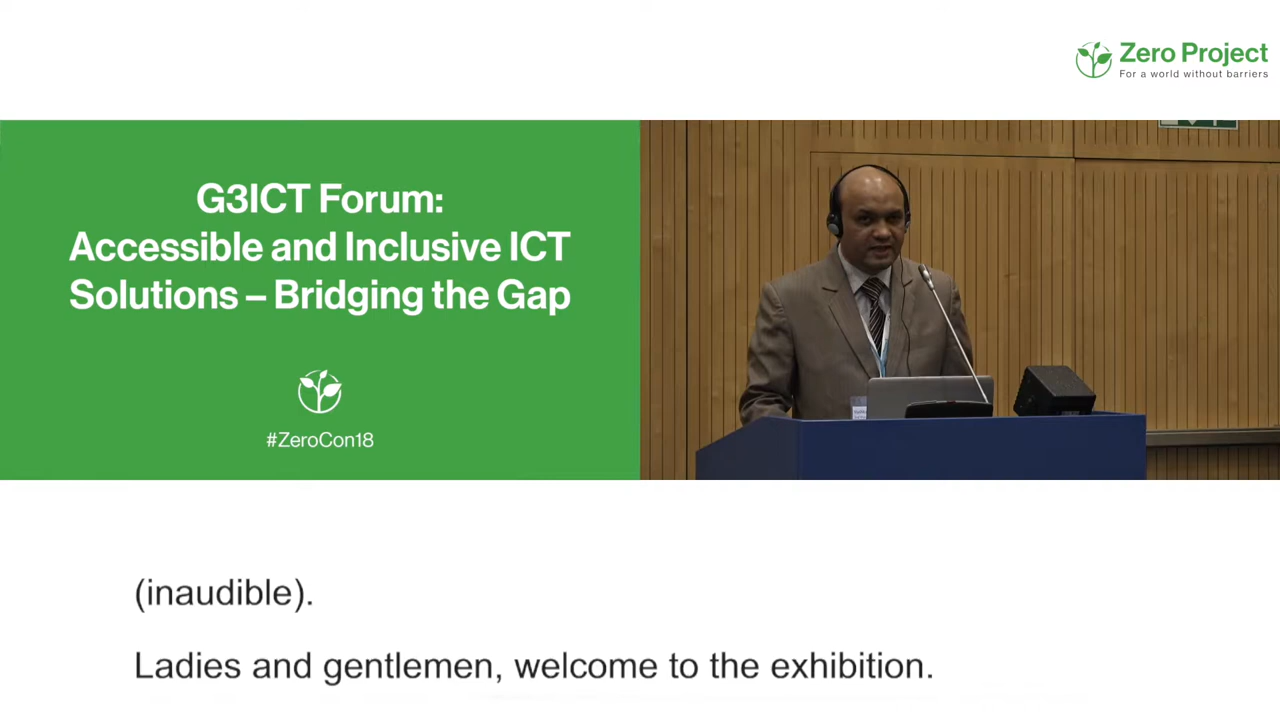 Zero Project
For a world without barriers
G3ICT Forum:
Accessible and Inclusive ICT
Solutions – Bridging the Gap
#ZeroCon18
(inaudible).
Ladies and gentlemen, welcome to the exhibition.